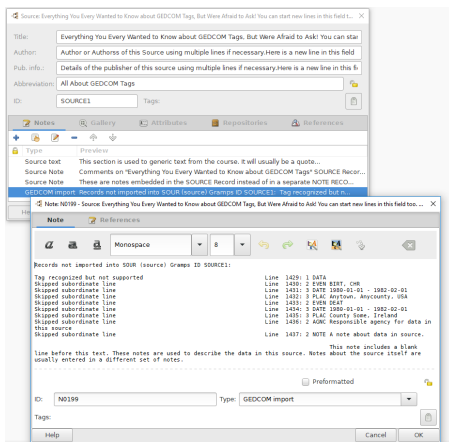 Source: Everything You Every Wanted to Know about GEDCOM Tags, But Were Afraid to Ask! You can start new lines in this field t...
Title: Everything You Every Wanted to Know about GEDCOM Tags, But Were Afraid to Ask! You can star
Author: Author or Authorss of this Source using multiple lines if necessary.Here is a new line in this field
Pub. info.: Details of the publisher of this source using multiple lines if necessary.Here is a new line in this fi
Abbreviation: All About GEDCOM Tags
ID: SOURCE1 Tags:
Notes Gallery Attributes Repositories References
Type Preview
Source text This section is used to generic text from the course. It will usually be a quote...
Source Note Comments on "Everything You Every Wanted to Know about GEDCOM Tags" SOURCE Recor...
Source Note These are notes embedded in the SOURCE Record instead of in a separate NOTE RECO...
GEDCOM import Records not imported into SOUR (source) Gramps ID SOURCE1: Tag recognized but n...
Note: N0199 - Source: Everything You Every Wanted to Know about GEDCOM Tags, But Were Afraid to Ask! You can start new lines in this field too. ...
Note References
Monospace 8
Records not imported into SOUR (source) Gramps ID SOURCE1:
Tag recognized but not supported Line 1429: 1 DATA
Skipped subordinate line Line 1430: 2 EVEN BIRT, CHR
Skipped subordinate line Line 1431: 3 DATE 1980-01-01 - 1982-02-01
Skipped subordinate line Line 1432: 3 PLAC Anytown, Anycounty, USA
Skipped subordinate line Line 1433: 2 EVEN DEAT
Skipped subordinate line Line 1434: 3 DATE 1980-01-01 - 1982-02-01
Skipped subordinate line Line 1435: 3 PLAC County Some, Ireland
Skipped subordinate line Line 1436: 2 AGNC Responsible agency for data in
this source
Skipped subordinate line Line 1437: 2 NOTE A note about data in source.
This note includes a blank
line before this text. These notes are used to describe the data in this source. Notes about the source itself are
usually entered in a different set of notes.
Preformatted
ID: N0199 Type: GEDCOM import
Tags:
Help Cancel OK